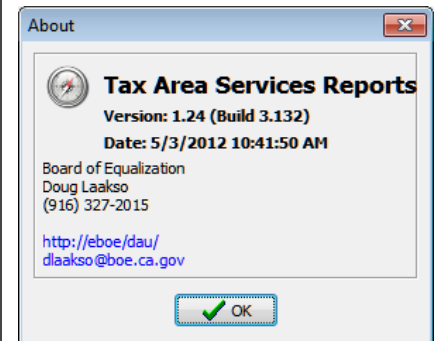 About
Tax Area Services Reports
Version: 1.24 (Build 3.132)
Date: 5/3/2012 10:41:50 AM
Board of Equalization
Doug Laakso
(916) 327-2015
http://eboe/dau/
dlaakso@boe.ca.gov
OK